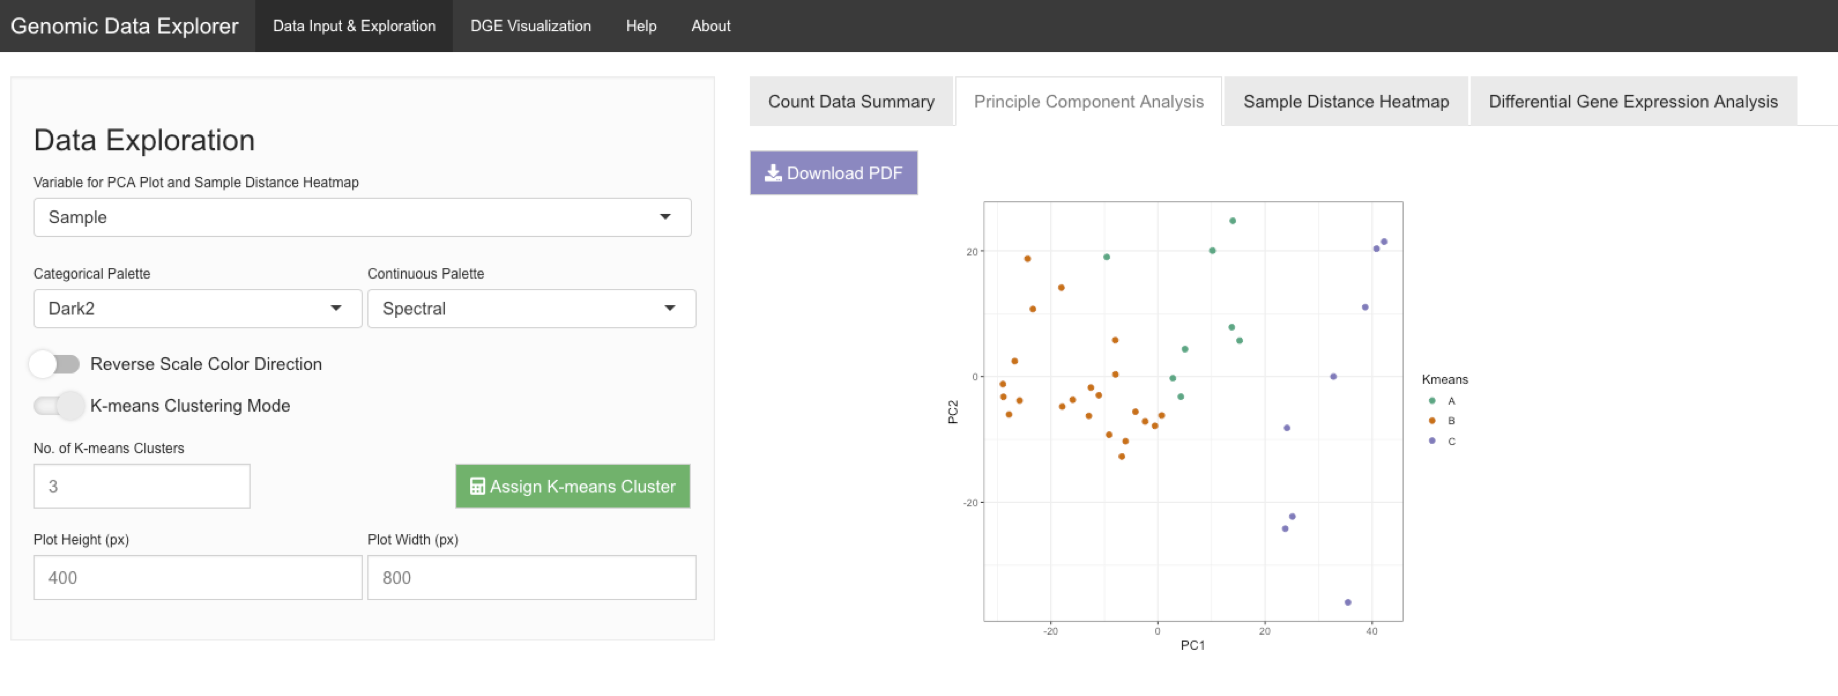 Genomic Data Explorer
Data Input & Exploration
DGE Visualization
Help
About
Data Exploration
Variable for PCA Plot and Sample Distance Heatmap
Sample
Categorical Palette
Continuous Palette
Dark2
Spectral
Reverse Scale Color Direction
K-means Clustering Mode
No. of K-means Clusters
3
Assign K-means Cluster
Plot Height (px)
Plot Width (px)
400
800
Count Data Summary
Principle Component Analysis
Sample Distance Heatmap
Differential Gene Expression Analysis
Download PDF
20
0
-20
PC2
-20
0
20
40
PC1
Kmeans
A
B
C